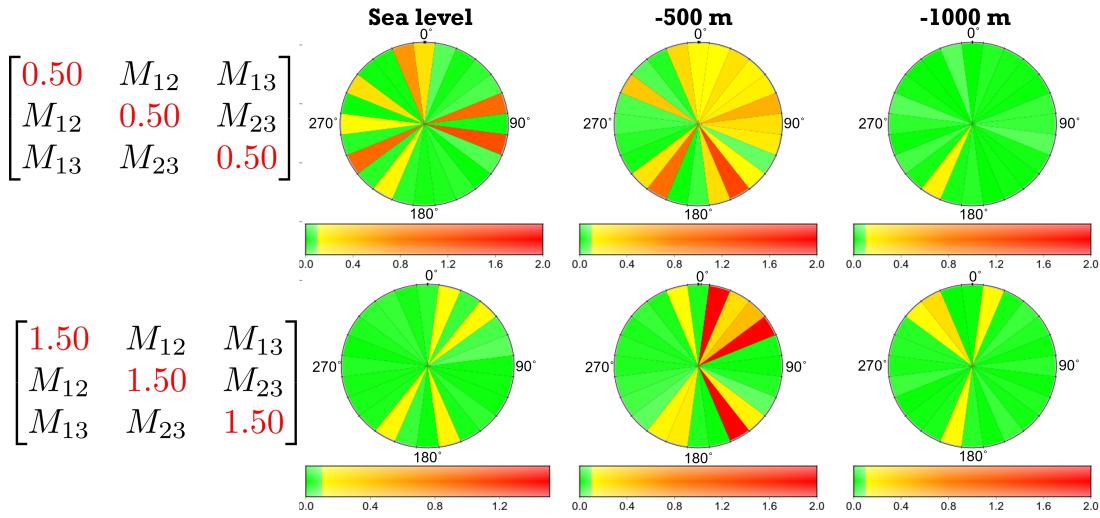 Sea level -500 m -1000 m
0° 0° 0°
0.50 M12 M13
M12 0.50 M23
M13 M23 0.50
270° 90° 270° 90° 270° 90°
180° 180° 180°
0.0 0.4 0.8 1.2 1.6 2.0 0.0 0.4 0.8 1.2 1.6 2.0 0.0 0.4 0.8 1.2 1.6 2.0
0° 0° 0°
1.50 M12 M13
M12 1.50 M23
M13 M23 1.50
270° 90° 270° 90° 270° 90°
180° 180° 180°
0.0 0.4 0.8 1.2 0.0 0.4 0.8 1.2 1.6 2.0 0.0 0.4 0.8 1.2 1.6 2.0